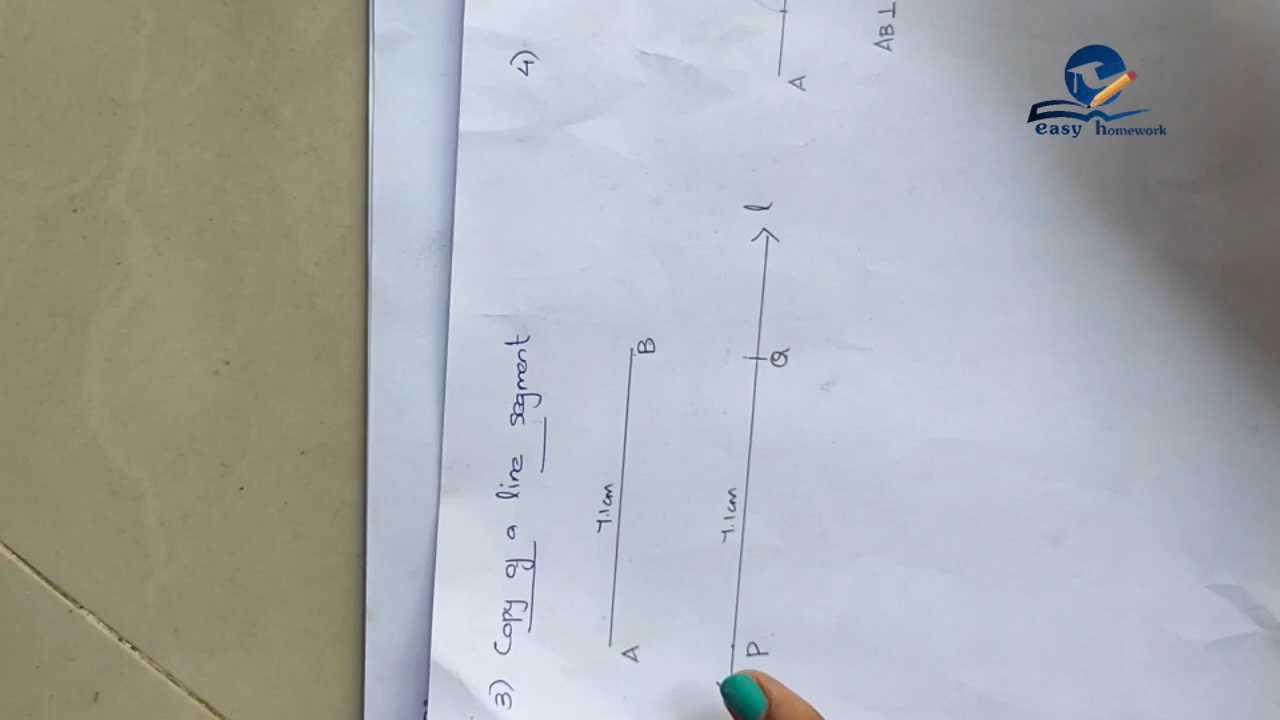 3) Copy of a line segment
7.1cm
A
B
7.1cm
P
Q
l
4)
A
AB⊥
easy homework